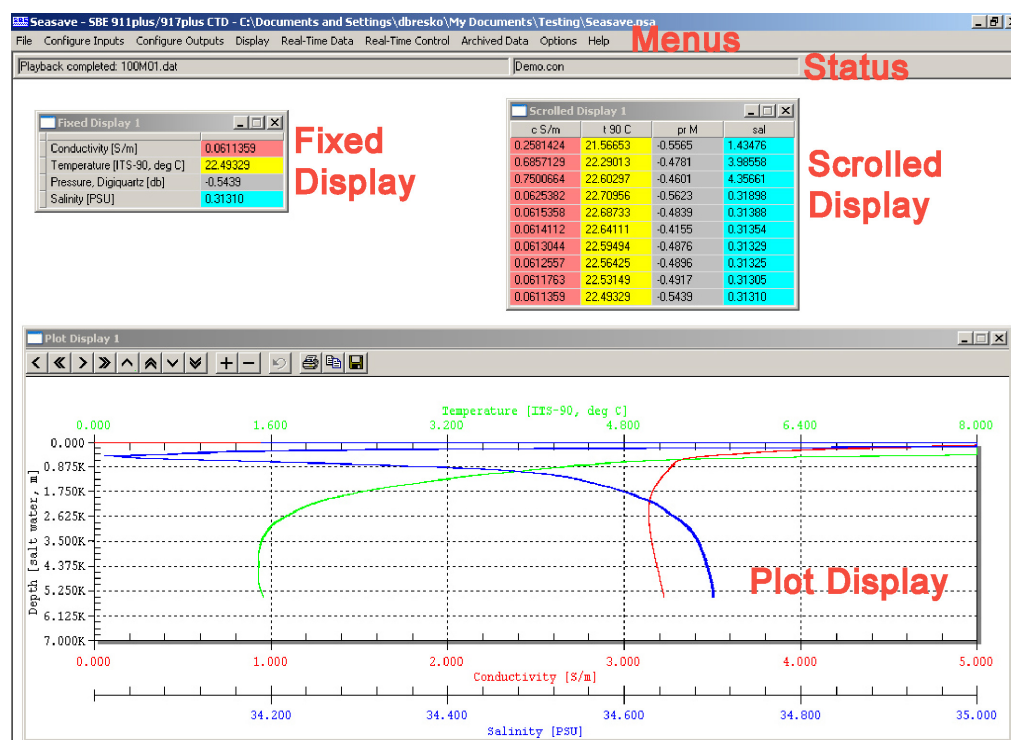 SBE Seasave - SBE 911plus/917plus CTD - C:\Documents and Settings\dbresko\My Documents\Testing\Seasave.psa
File Configure Inputs Configure Outputs Display Real-Time Data Real-Time Control Archived Data Options Help
Menus
Playback completed: 100M01.dat Demo.con
Status
Fixed Display 1
Conductivity [S/m] 0.0611359
Temperature [ITS-90, deg C] 22.49329
Pressure, Digiquartz [db] -0.5439
Salinity [PSU] 0.31310
Fixed
Display
Scrolled Display 1
c S/m t 90 C pr M sal
0.2581424 21.56653 -0.5565 1.43476
0.6857129 22.29013 -0.4781 3.98558
0.7500664 22.60297 -0.4601 4.35661
0.0625382 22.70956 -0.5623 0.31898
0.0615358 22.68733 -0.4839 0.31388
0.0614112 22.64111 -0.4155 0.31354
0.0613044 22.59494 -0.4876 0.31329
0.0612557 22.56425 -0.4896 0.31325
0.0611763 22.53149 -0.4917 0.31305
0.0611359 22.49329 -0.5439 0.31310
Scrolled
Display
Plot Display 1
Temperature [ITS-90, deg C]
0.000 1.600 3.200 4.800 6.400 8.000
Depth [salt water, m]
0.000
0.875K
1.750K
2.625K
3.500K
4.375K
5.250K
6.125K
7.000K
Plot Display
0.000 1.000 2.000 3.000 4.000 5.000
Conductivity [S/m]
34.200 34.400 34.600 34.800 35.000
Salinity [PSU]